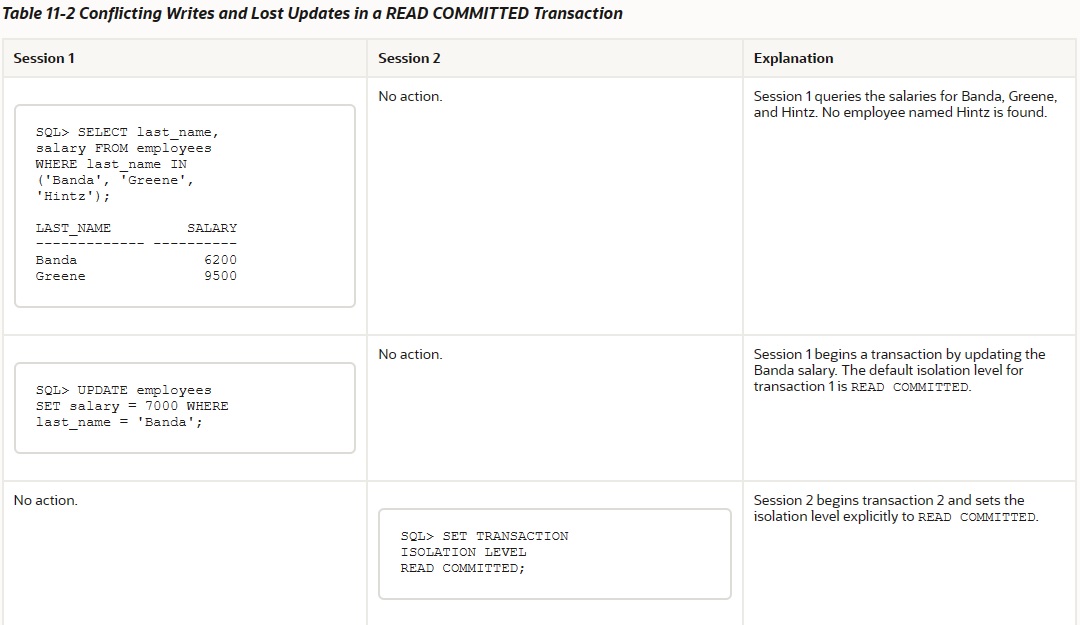 Table 11-2 Conflicting Writes and Lost Updates in a READ COMMITTED Transaction
Session 1
Session 2
Explanation
SQL> SELECT last_name,
salary FROM employees
WHERE last_name IN
('Banda', 'Greene',
'Hintz');
LAST_NAME SALARY
------------- ----------
Banda 6200
Greene 9500
No action.
Session 1 queries the salaries for Banda, Greene,
and Hintz. No employee named Hintz is found.
SQL> UPDATE employees
SET salary = 7000 WHERE
last_name = 'Banda';
No action.
Session 1 begins a transaction by updating the
Banda salary. The default isolation level for
transaction 1 is READ COMMITTED.
No action.
SQL> SET TRANSACTION
ISOLATION LEVEL
READ COMMITTED;
Session 2 begins transaction 2 and sets the
isolation level explicitly to READ COMMITTED.